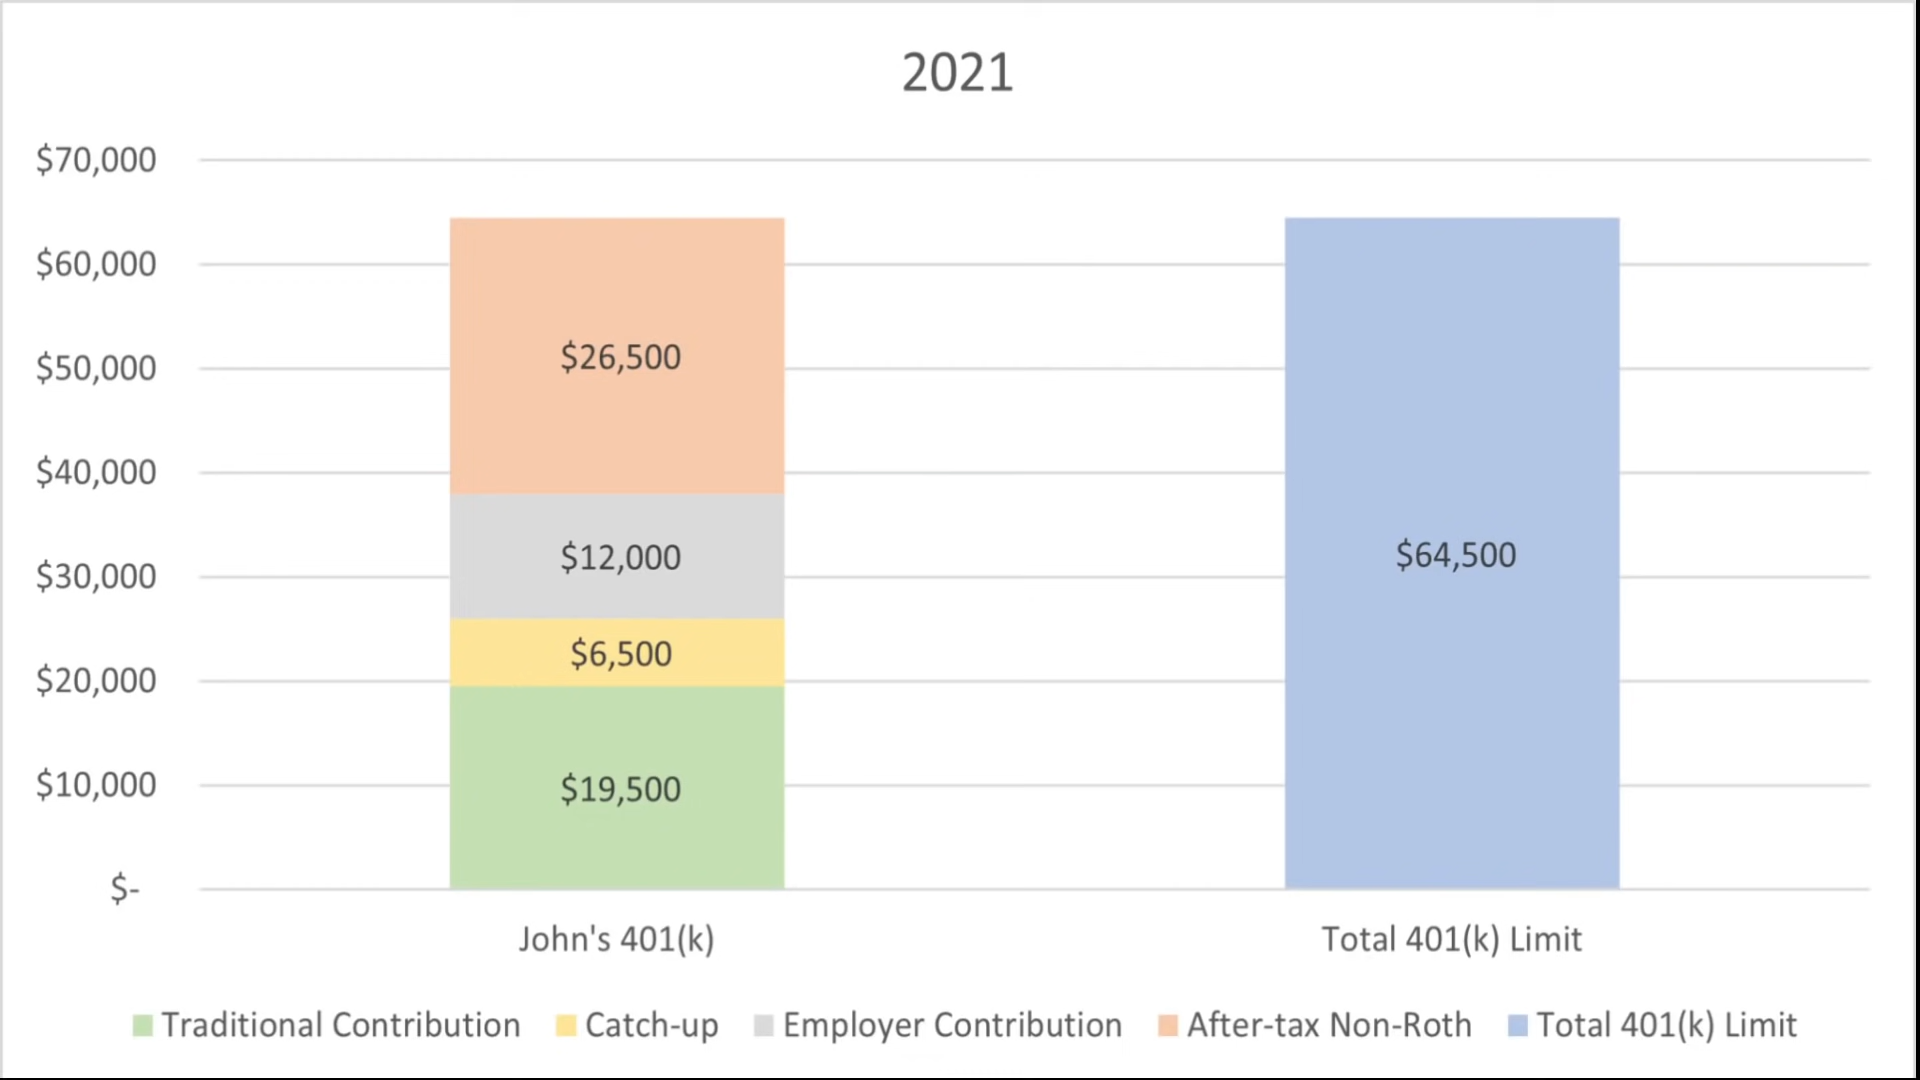 2021
$70,000
$60,000
$50,000
$40,000
$30,000
$20,000
$10,000
$-
$26,500
$12,000
$6,500
$19,500
$64,500
John's 401(k)
Total 401(k) Limit
Traditional Contribution
Catch-up
Employer Contribution
After-tax Non-Roth
Total 401(k) Limit